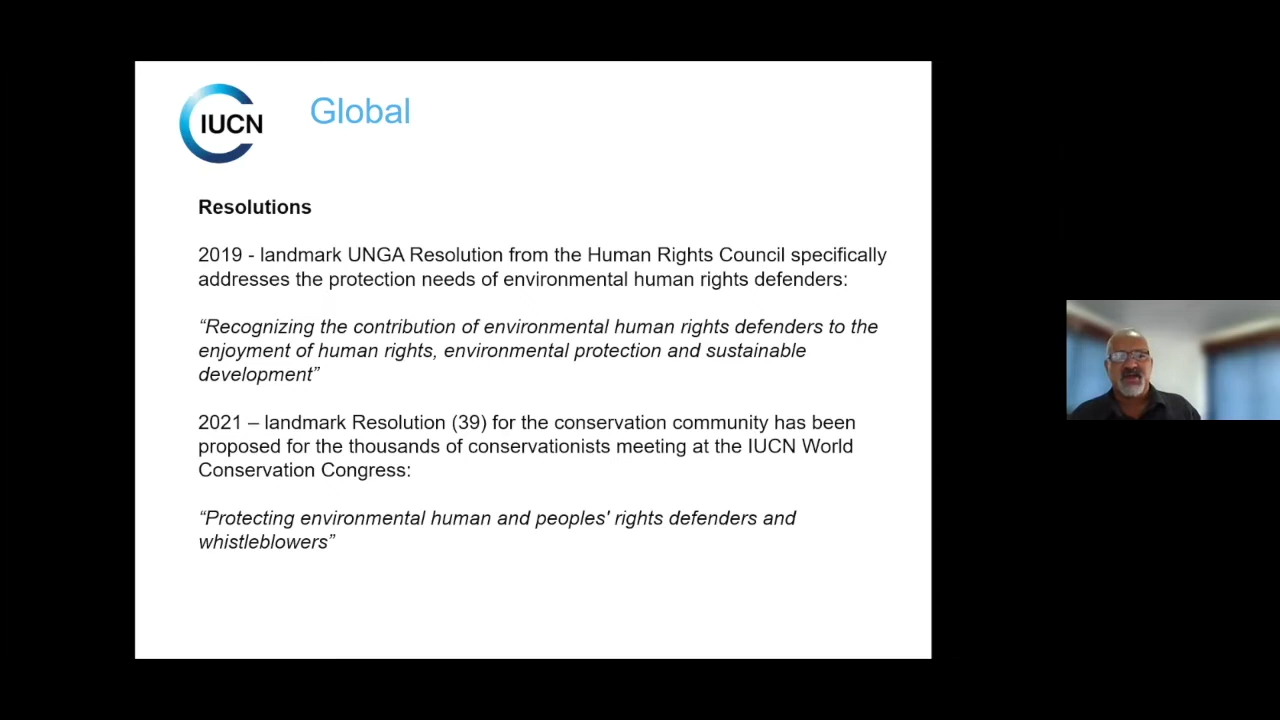 IUCN
Global
Resolutions
2019 - landmark UNGA Resolution from the Human Rights Council specifically
addresses the protection needs of environmental human rights defenders:
“Recognizing the contribution of environmental human rights defenders to the
enjoyment of human rights, environmental protection and sustainable
development”
2021 – landmark Resolution (39) for the conservation community has been
proposed for the thousands of conservationists meeting at the IUCN World
Conservation Congress:
“Protecting environmental human and peoples' rights defenders and
whistleblowers”